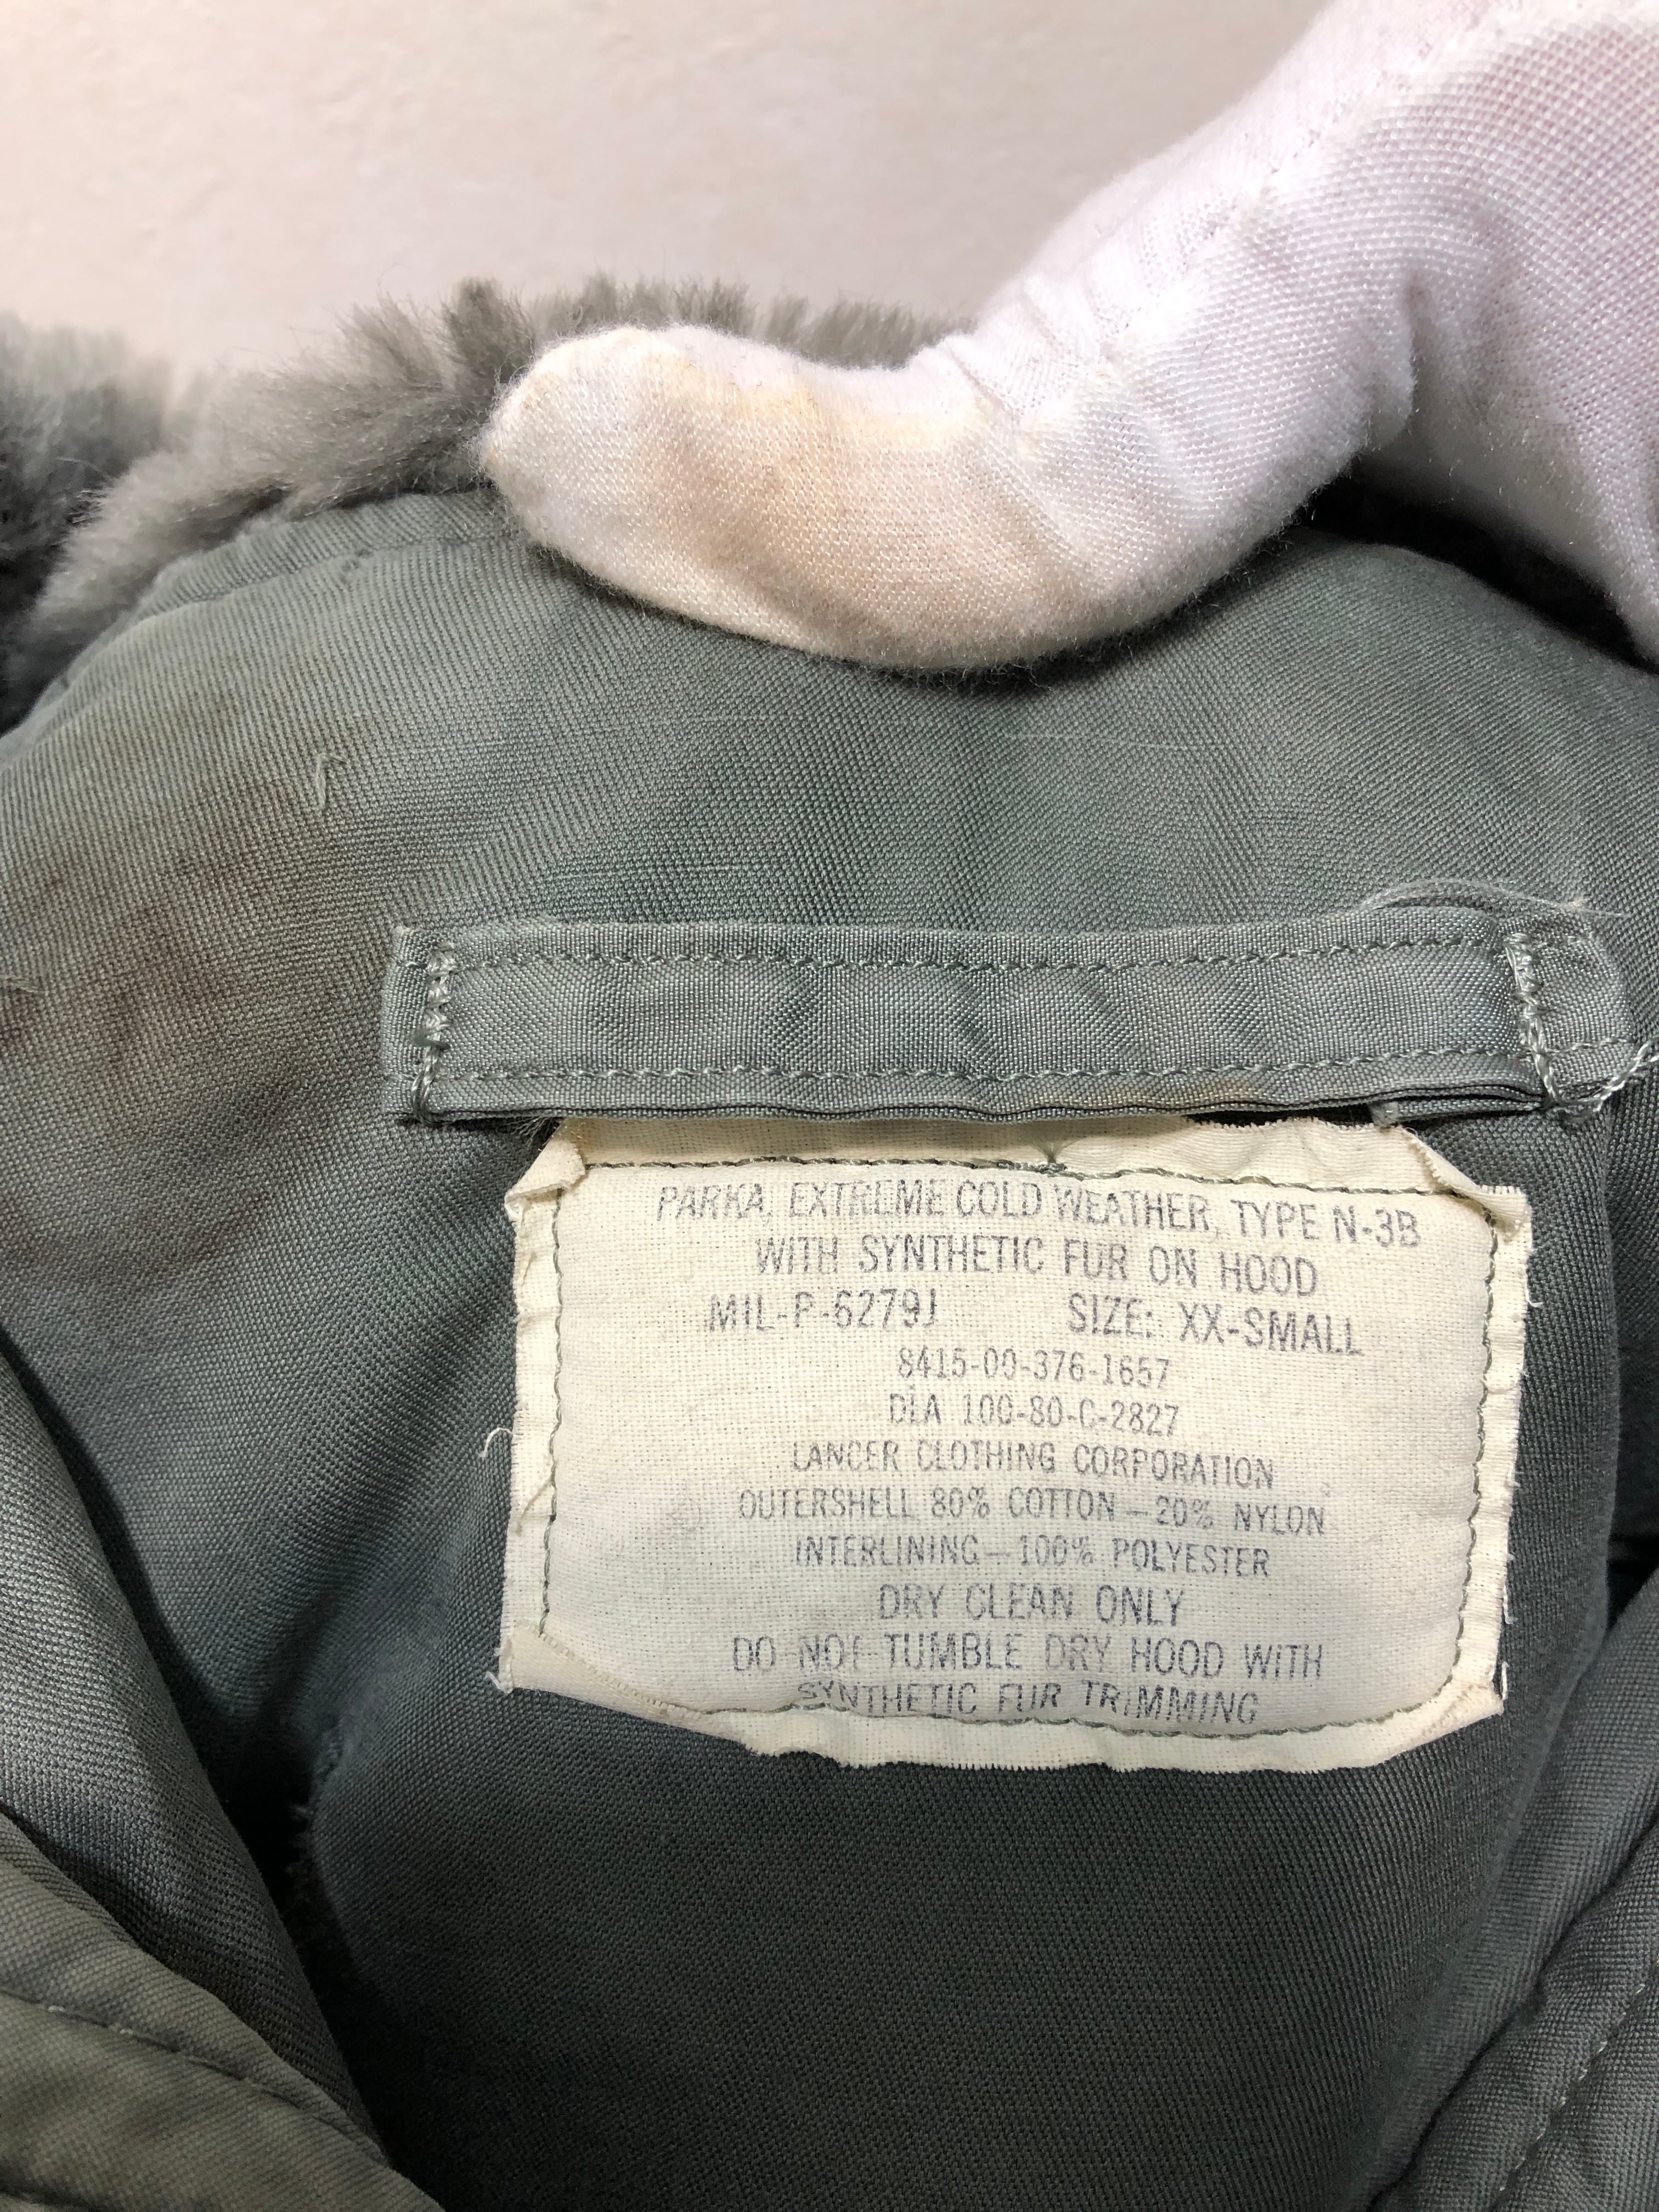 PARKA, EXTREME COLD WEATHER, TYPE N-3B
WITH SYNTHETIC FUR ON HOOD
MIL-P-6279J SIZE: XX-SMALL
8415-00-376-1657
DLA 100-80-C-2827
LANCER CLOTHING CORPORATION
OUTERSHELL 80% COTTON — 20% NYLON
INTERLINING — 100% POLYESTER
DRY CLEAN ONLY
DO NOT TUMBLE DRY HOOD WITH
SYNTHETIC FUR TRIMMING